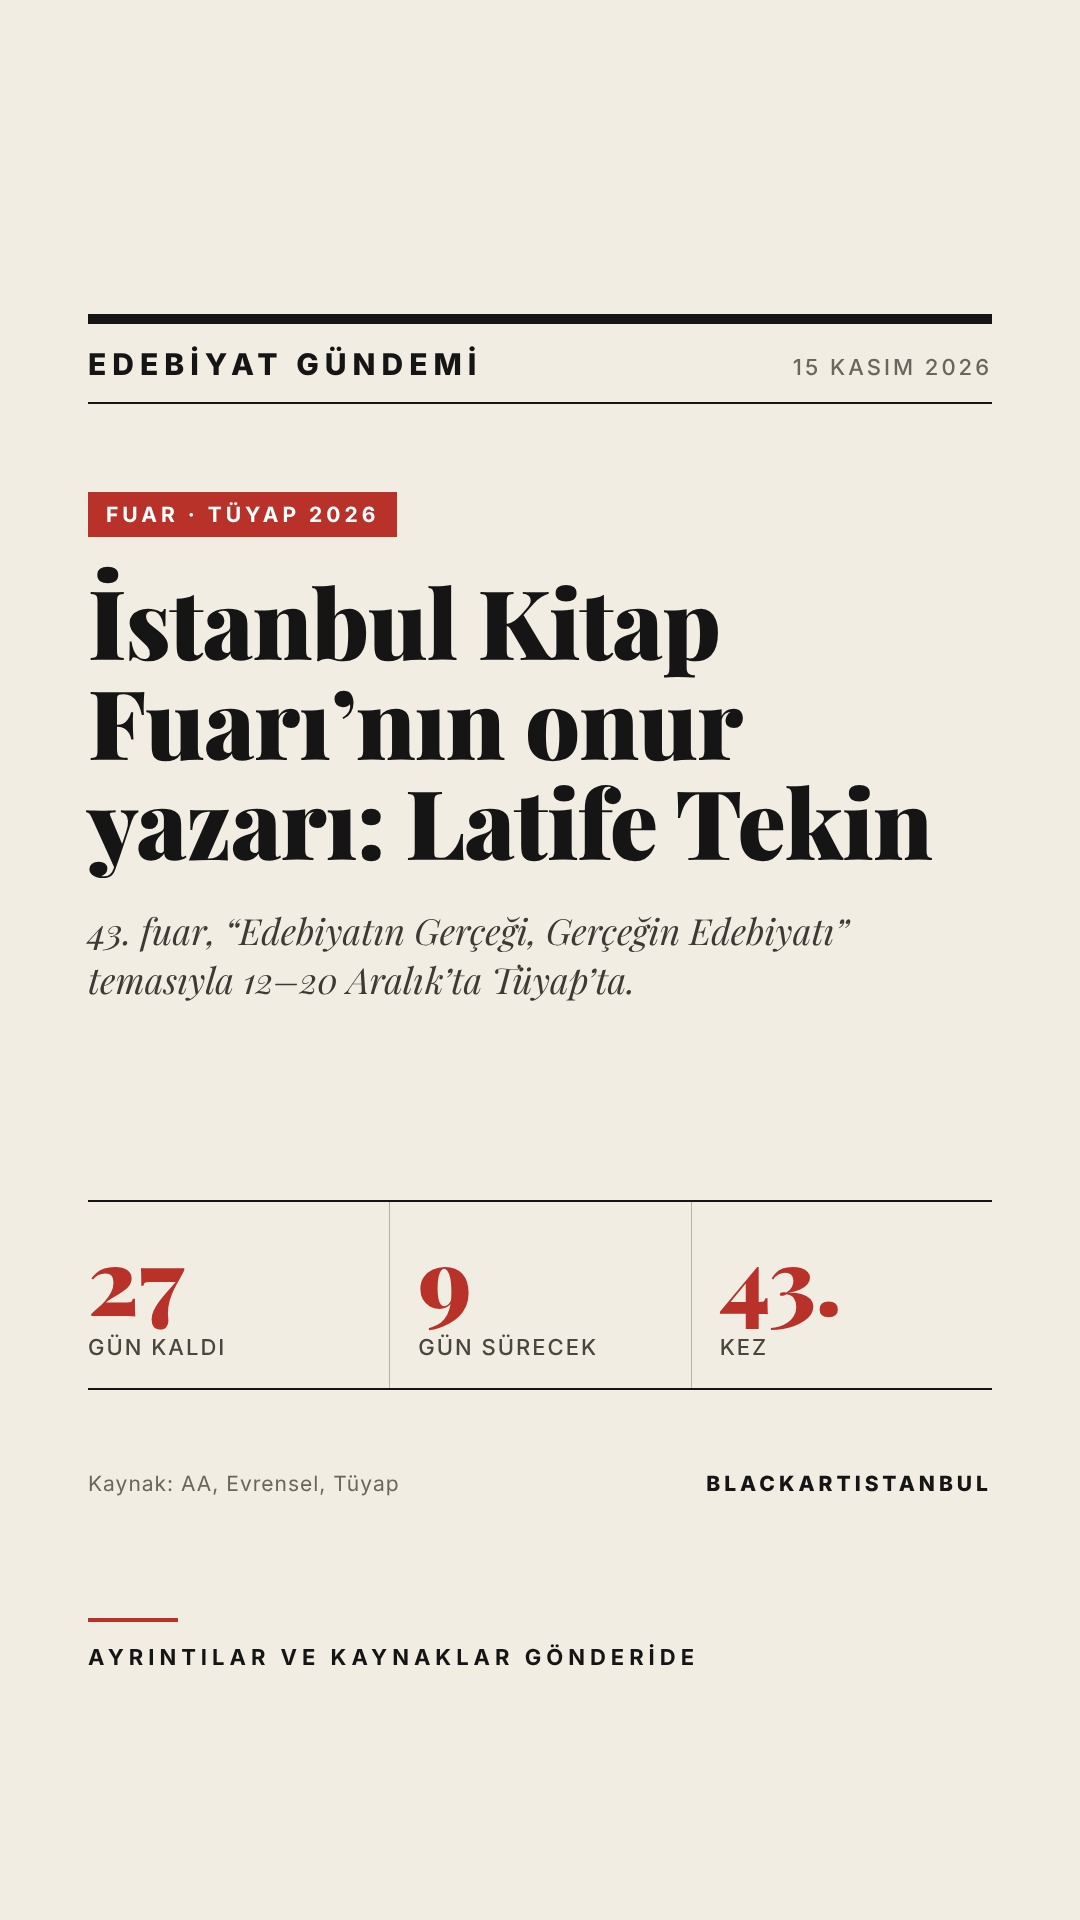 EDEBİYAT GÜNDEMİ
15 KASIM 2026
FUAR · TÜYAP 2026
İstanbul Kitap
Fuarı’nın onur
yazarı: Latife Tekin
43. fuar, “Edebiyatın Gerçeği, Gerçeğin Edebiyatı”
temasıyla 12–20 Aralık’ta Tüyap’ta.
27
GÜN KALDI
9
GÜN SÜRECEK
43.
KEZ
Kaynak: AA, Evrensel, Tüyap
BLACKARTISTANBUL
AYRINTILAR VE KAYNAKLAR GÖNDERİDE